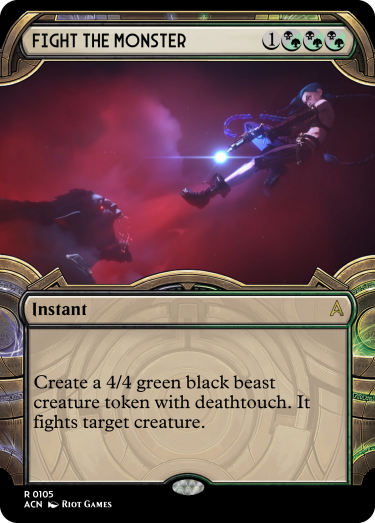 FIGHT THE MONSTER 1
Instant
Create a 4/4 green black beast
creature token with deathtouch. It
fights target creature.
R 0105
ACN Riot Games